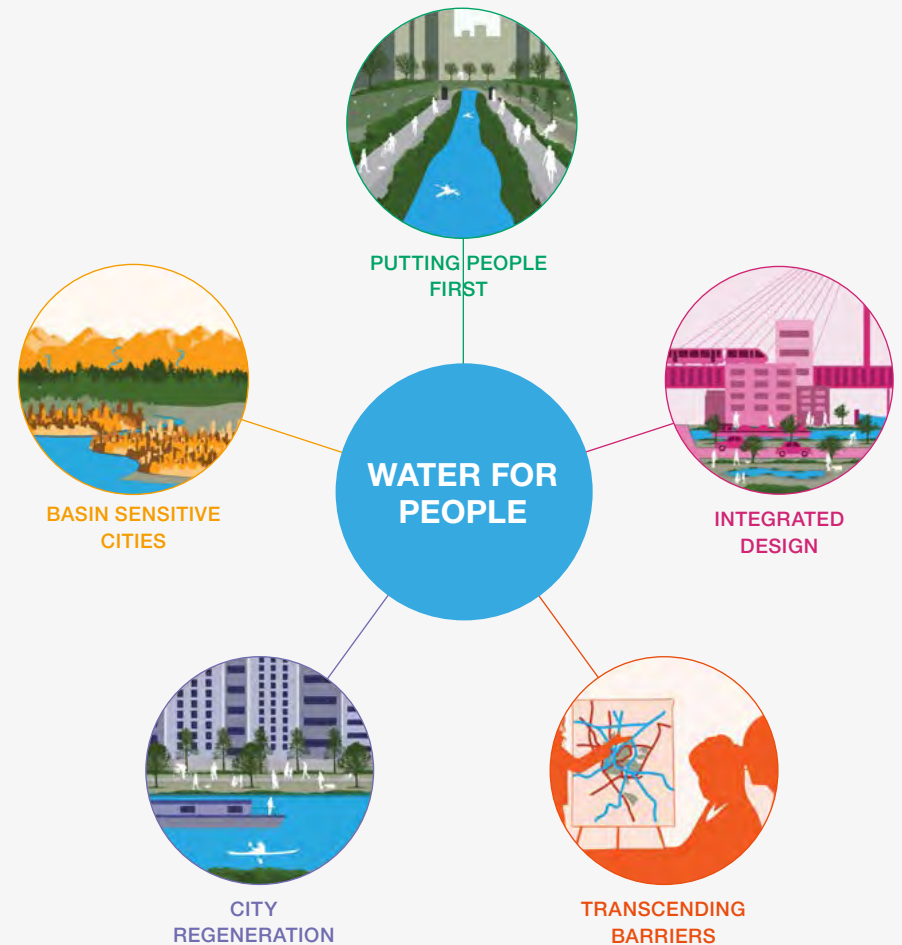 PUTTING PEOPLE
FIRST
BASIN SENSITIVE
CITIES
WATER FOR
PEOPLE
INTEGRATED
DESIGN
CITY
REGENERATION
TRANSCENDING
BARRIERS